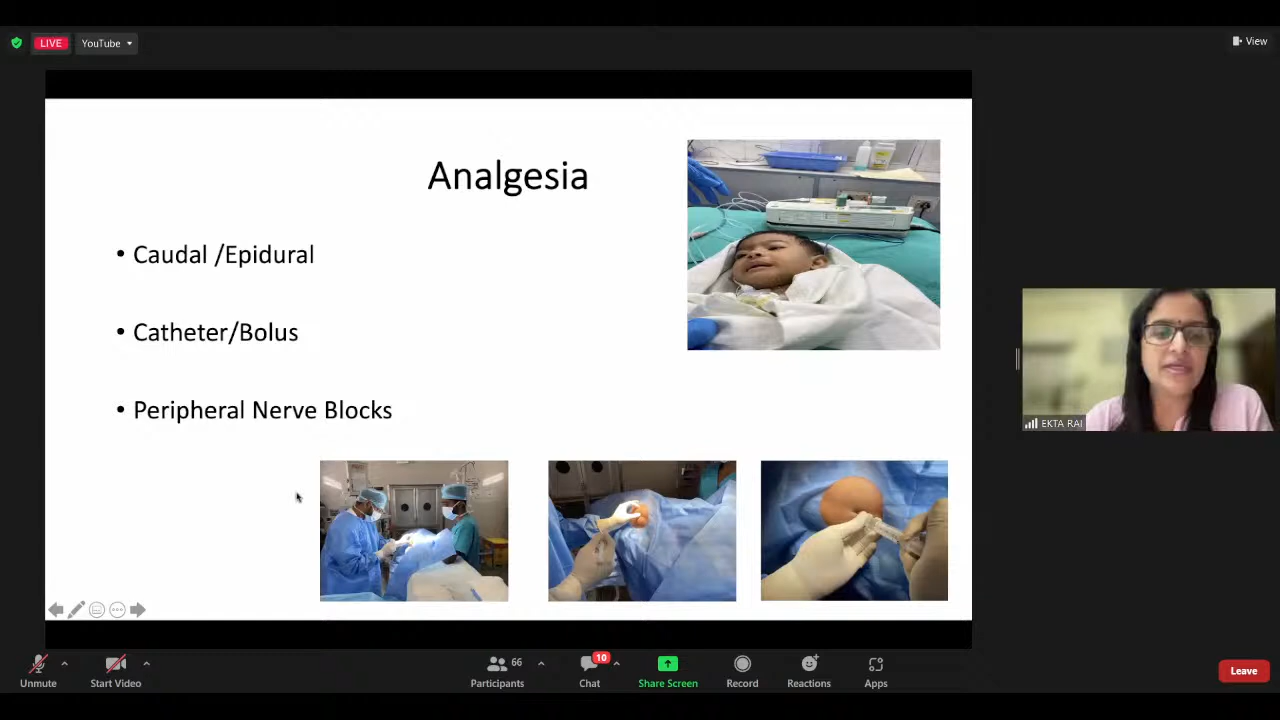 LIVE
YouTube
View
Analgesia
• Caudal /Epidural
• Catheter/Bolus
• Peripheral Nerve Blocks
EKTA RAI
Unmute
Start Video
66
Participants
10
Chat
Share Screen
Record
Reactions
Apps
Leave